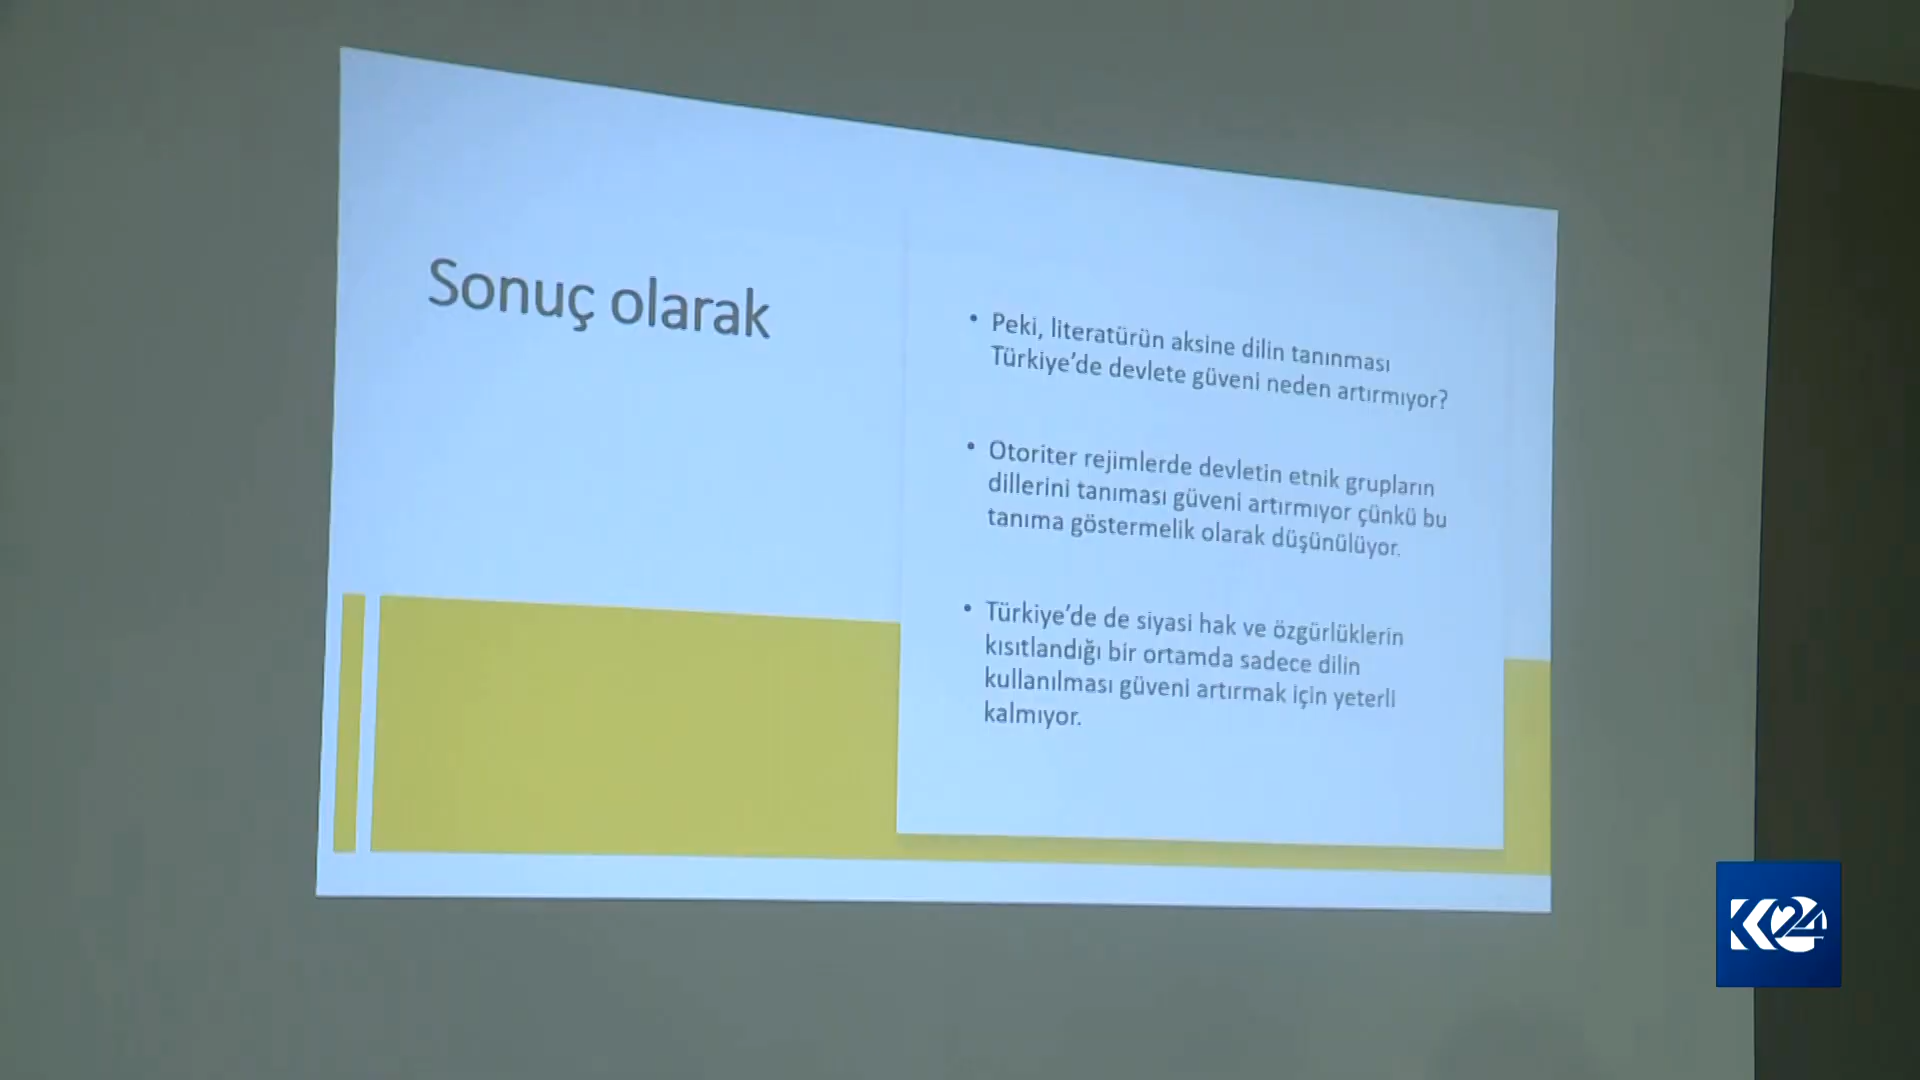 Sonuç olarak
• Peki, literatürün aksine dilin tanınması
Türkiye'de devlete güveni neden artırmıyor?
• Otoriter rejimlerde devletin etnik grupların
dillerini tanıması güveni artırmıyor çünkü bu
tanıma göstermelik olarak düşünülüyor.
• Türkiye'de de siyasi hak ve özgürlüklerin
kısıtlandığı bir ortamda sadece dilin
kullanılması güveni artırmak için yeterli
kalmıyor.
K24